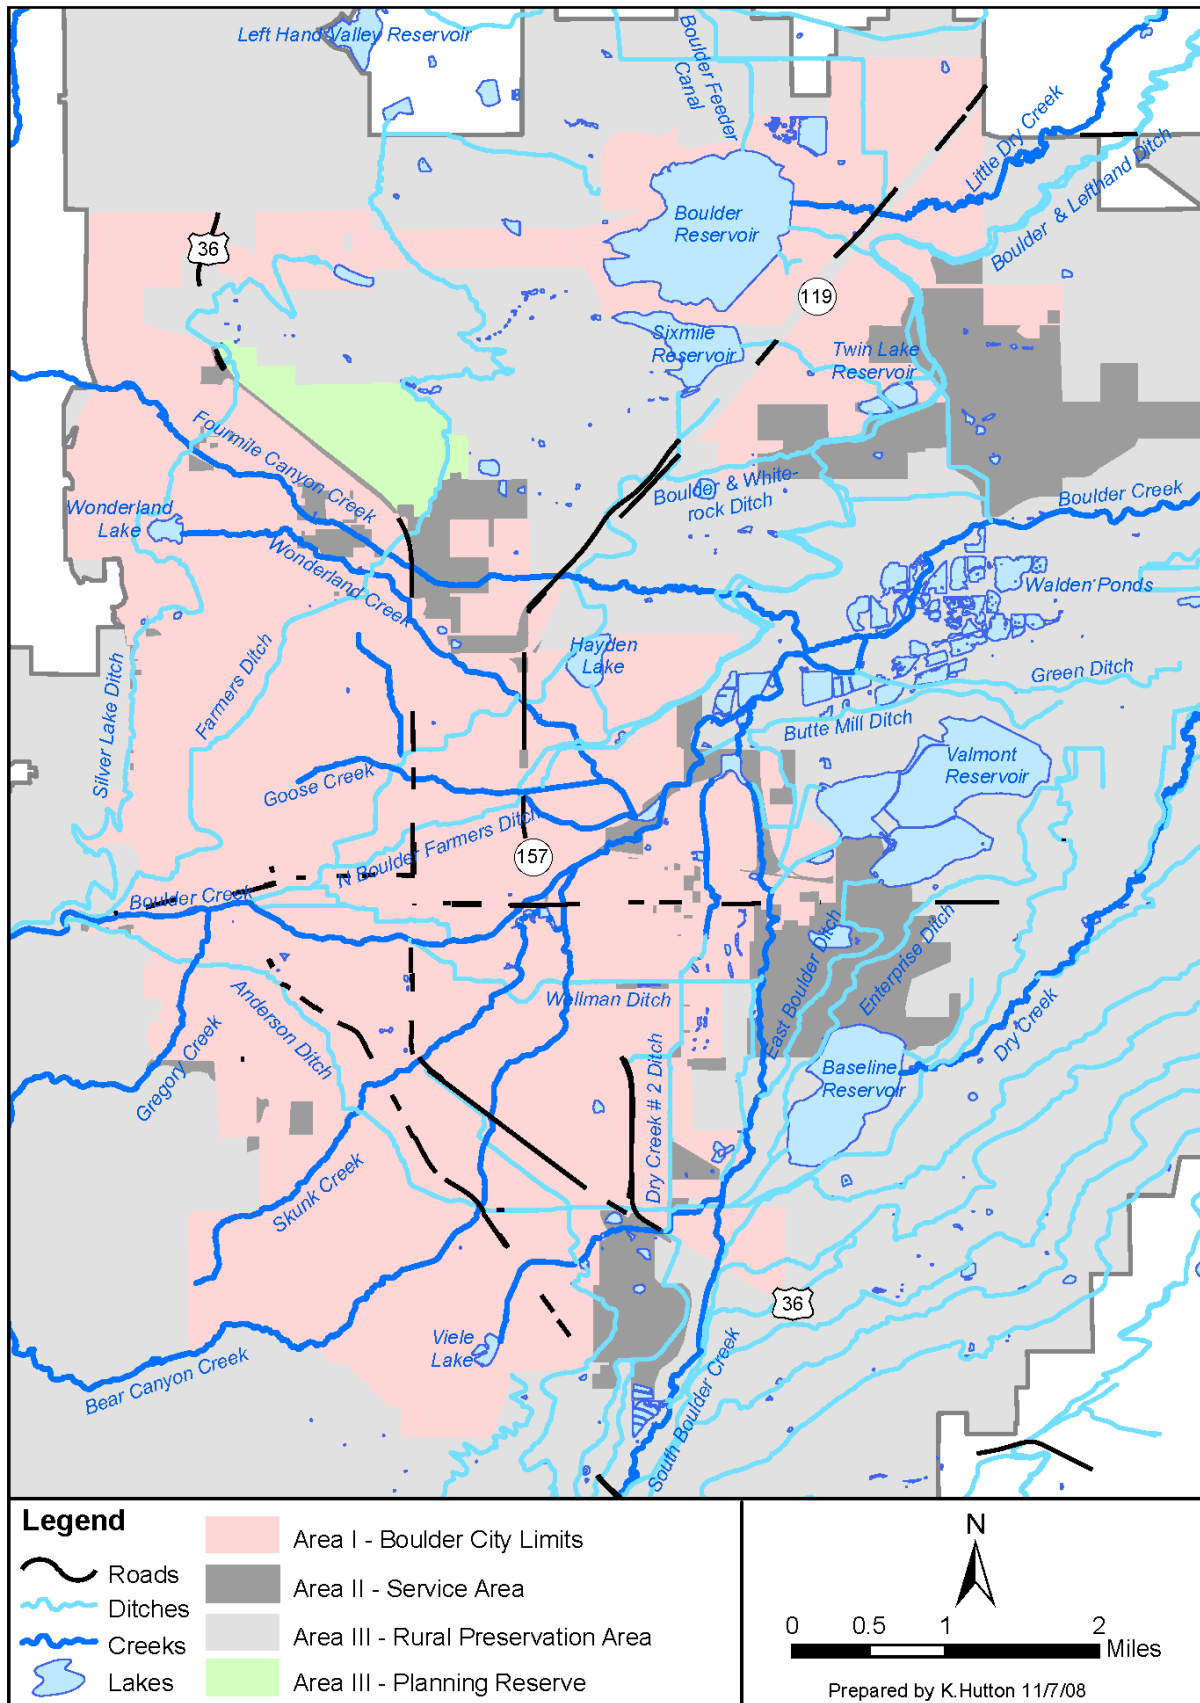 Left Hand Valley Reservoir
Boulder Feeder
Canal
Little Dry Creek
Boulder & Lefthand Ditch
Boulder
Reservoir
36
119
Sixmile
Reservoir
Twin Lake
Reservoir
Fourmile Canyon Creek
Boulder & White-
rock Ditch
Boulder Creek
Wonderland
Lake
Wonderland Creek
Walden Ponds
Hayden
Lake
Green Ditch
Farmers Ditch
Silver Lake Ditch
Butte Mill Ditch
Valmont
Reservoir
Goose Creek
N Boulder Farmers Ditch
157
Boulder Creek
East Boulder Ditch
Enterprise Ditch
Wellman Ditch
Anderson Ditch
Gregory Creek
Dry Creek
Baseline
Reservoir
Dry Creek # 2 Ditch
Skunk Creek
36
Viele
Lake
Bear Canyon Creek
South Boulder Creek
Legend
Roads
Ditches
Creeks
Lakes
Area I - Boulder City Limits
Area II - Service Area
Area III - Rural Preservation Area
Area III - Planning Reserve
N
0 0.5 1 2
Miles
Prepared by K.Hutton 11/7/08